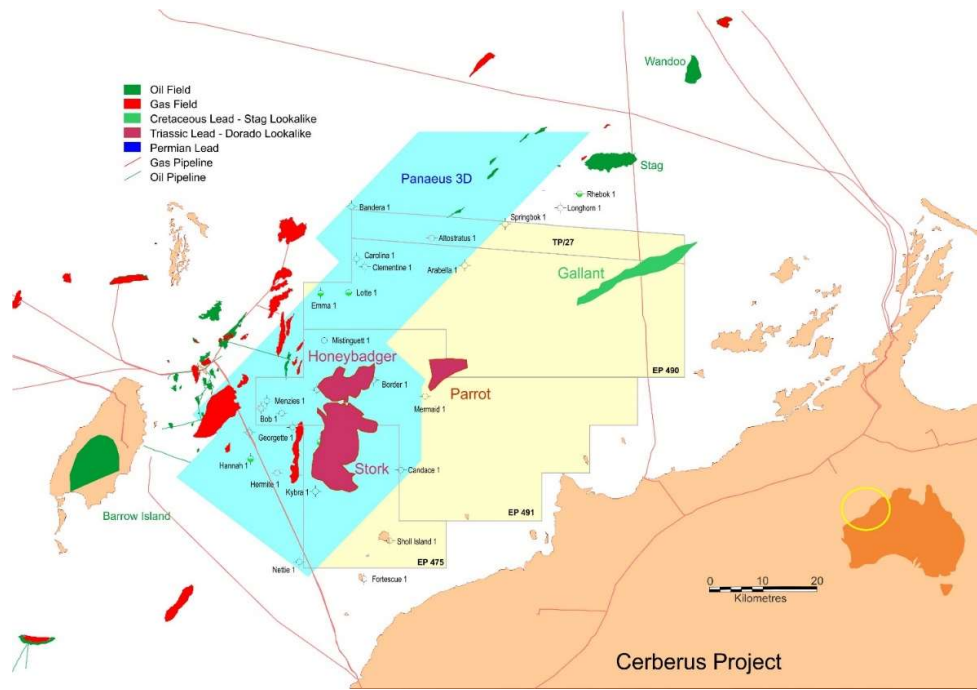 Oil Field
Gas Field
Cretaceous Lead - Stag Lookalike
Triassic Lead - Dorado Lookalike
Permian Lead
Gas Pipeline
Oil Pipeline
Wandoo
Stag
Panaeus 3D
Rhebok 1
Longhorn 1
Bandera 1
Springbok 1
Altostratus 1
TP/27
Carolina 1
Clementine 1
Arabella 1
Gallant
Emma 1
Lotte 1
Mistinguett 1
Honeybadger
EP 490
Border 1
Parrot
Menzies 1
Mermaid 1
Bob 1
Georgette 1
Hannah 1
Stork
Candace 1
Hermite 1
Kybra 1
Barrow Island
EP 491
Sholl Island 1
EP 475
Nettie 1
Fortescue 1
0 10 20
Kilometres
Cerberus Project